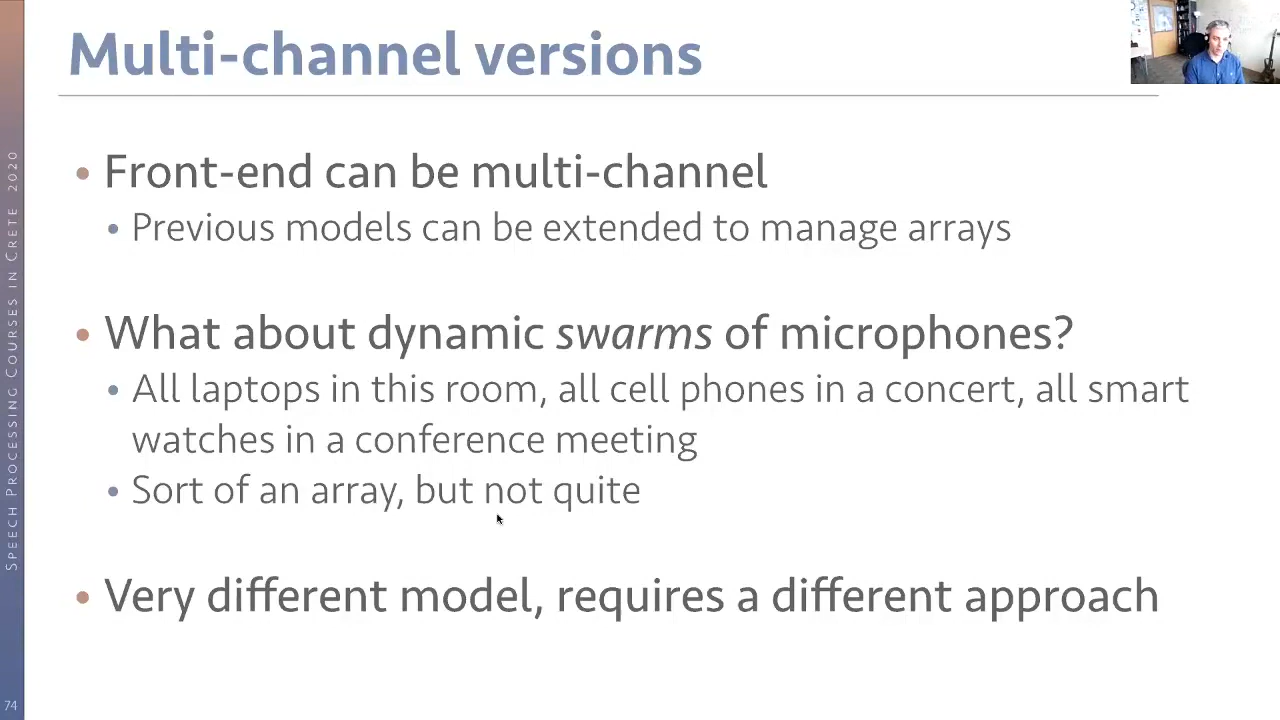 Multi-channel versions
• Front-end can be multi-channel
• Previous models can be extended to manage arrays
• What about dynamic swarms of microphones?
• All laptops in this room, all cell phones in a concert, all smart
watches in a conference meeting
• Sort of an array, but not quite
• Very different model, requires a different approach
SPEECH PROCESSING COURSES IN CRETE 2020
74